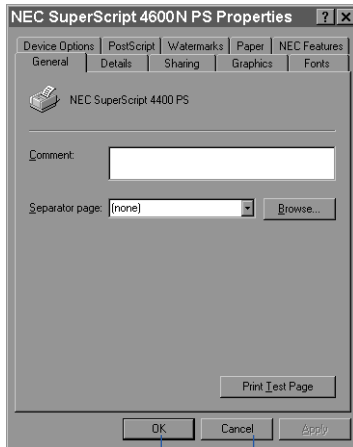 NEC SuperScript 4600N PS Properties
Device Options PostScript Watermarks Paper NEC Features
General Details Sharing Graphics Fonts
NEC SuperScript 4400 PS
Comment:
Separator page: (none) Browse...
Print Test Page
OK Cancel Apply